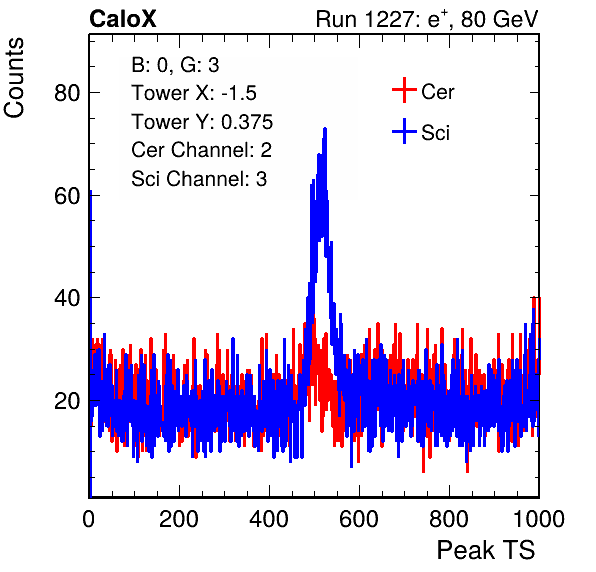 CaloX Run 1227: e⁺, 80 GeV
Counts
B: 0, G: 3
Tower X: -1.5
Tower Y: 0.375
Cer Channel: 2
Sci Channel: 3
Cer
Sci
80
60
40
20
0 200 400 600 800 1000
Peak TS